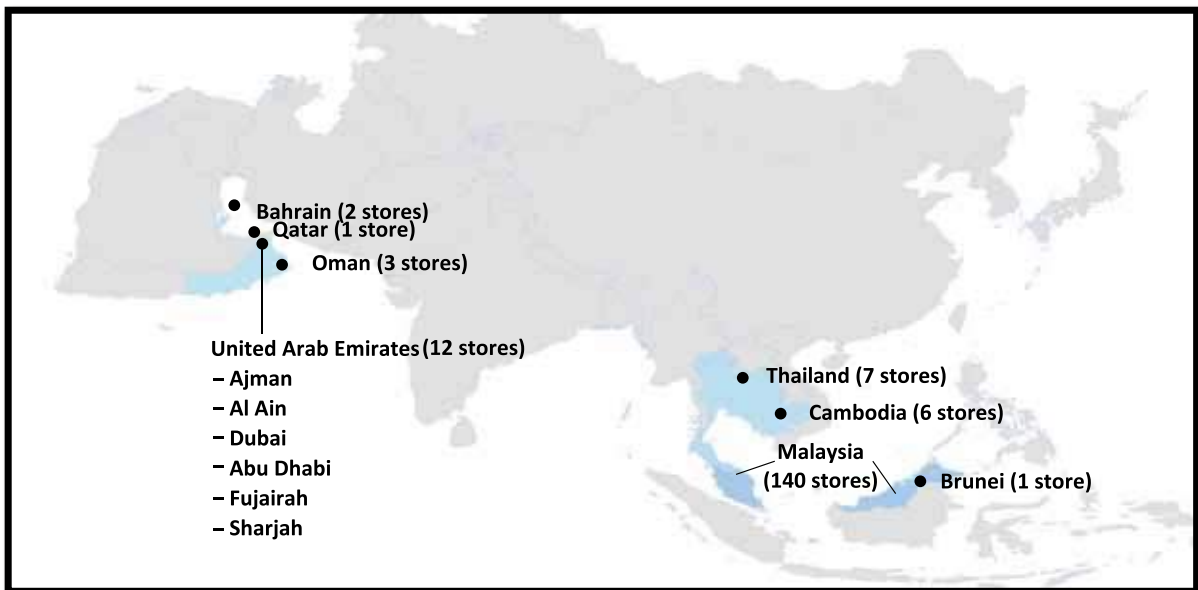 Bahrain (2 stores)
Qatar (1 store)
Oman (3 stores)
United Arab Emirates (12 stores)
– Ajman
– Al Ain
– Dubai
– Abu Dhabi
– Fujairah
– Sharjah
Thailand (7 stores)
Cambodia (6 stores)
Malaysia
(140 stores)
Brunei (1 store)